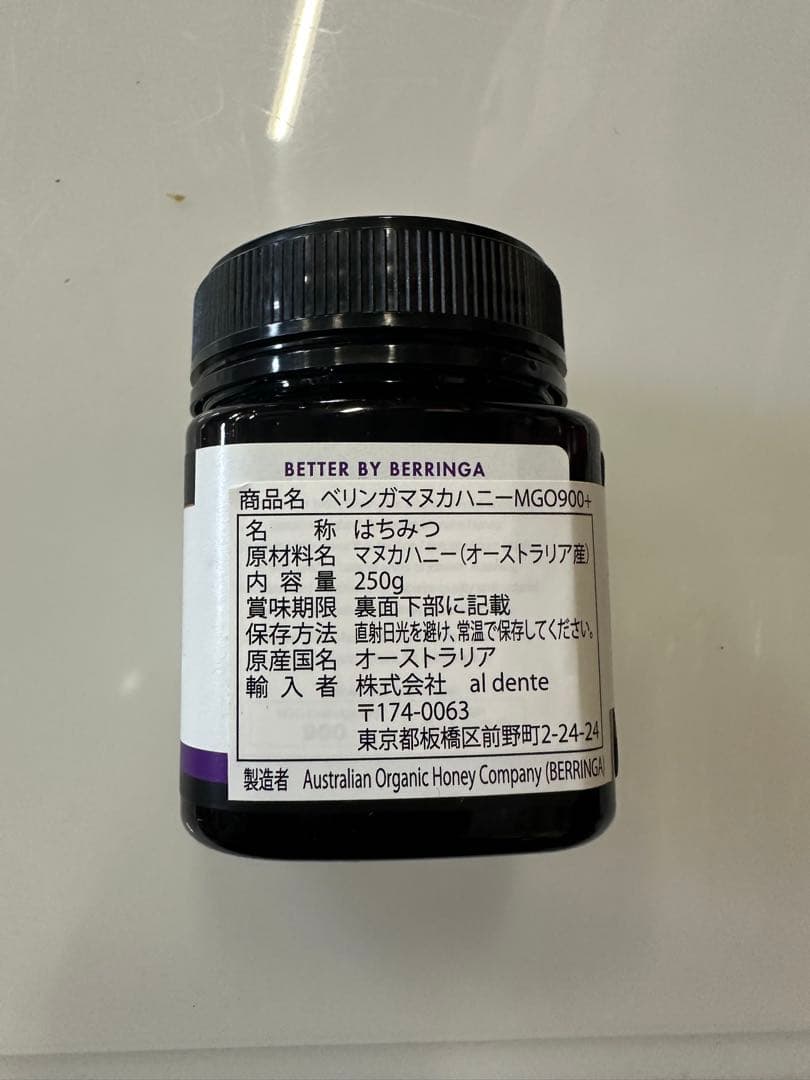 BETTER BY BERRINGA
商品名 ベリンガマヌカハニーMGO900+
名 称 はちみつ
原材料名 マヌカハニー(オーストラリア産)
内容量 250g
賞味期限 裏面下部に記載
保存方法 直射日光を避け、常温で保存してください。
原産国名 オーストラリア
輸入者 株式会社 al dente
〒174-0063
東京都板橋区前野町2-24-24
製造者 Australian Organic Honey Company (BERRINGA)